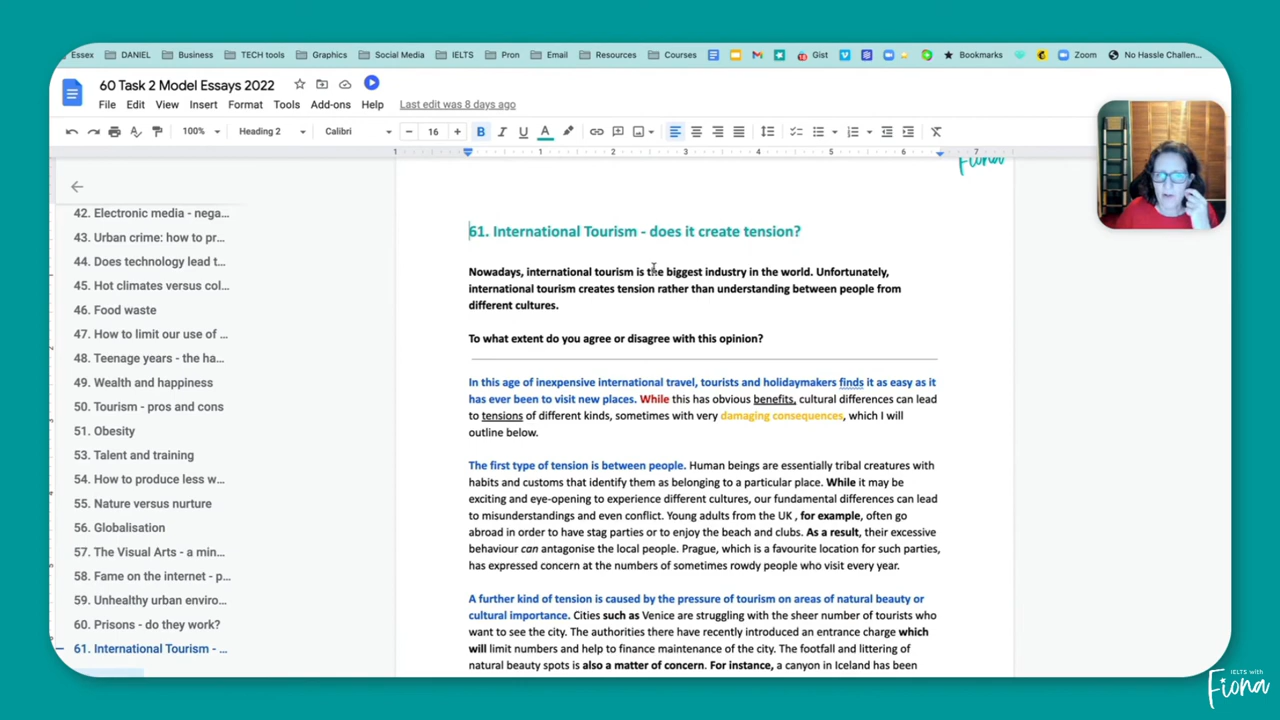 Essex DANIEL Business TECH tools Graphics Social Media IELTS Pron Email Resources Courses Gist Bookmarks Zoom No Hassle Challen...
60 Task 2 Model Essays 2022
File Edit View Insert Format Tools Add-ons Help Last edit was 8 days ago
100% Heading 2 Calibri 16 B I U A
1 1 2 3 4 5 6 7
Fiona
42. Electronic media - nega...
43. Urban crime: how to pr...
44. Does technology lead t...
45. Hot climates versus col...
46. Food waste
47. How to limit our use of ...
48. Teenage years - the ha...
49. Wealth and happiness
50. Tourism - pros and cons
51. Obesity
53. Talent and training
54. How to produce less w...
55. Nature versus nurture
56. Globalisation
57. The Visual Arts - a min...
58. Fame on the internet - p...
59. Unhealthy urban enviro...
60. Prisons - do they work?
61. International Tourism - ...
61. International Tourism - does it create tension?
Nowadays, international tourism is the biggest industry in the world. Unfortunately,
international tourism creates tension rather than understanding between people from
different cultures.
To what extent do you agree or disagree with this opinion?
In this age of inexpensive international travel, tourists and holidaymakers finds it as easy as it
has ever been to visit new places. While this has obvious benefits, cultural differences can lead
to tensions of different kinds, sometimes with very damaging consequences, which I will
outline below.
The first type of tension is between people. Human beings are essentially tribal creatures with
habits and customs that identify them as belonging to a particular place. While it may be
exciting and eye-opening to experience different cultures, our fundamental differences can lead
to misunderstandings and even conflict. Young adults from the UK , for example, often go
abroad in order to have stag parties or to enjoy the beach and clubs. As a result, their excessive
behaviour can antagonise the local people. Prague, which is a favourite location for such parties,
has expressed concern at the numbers of sometimes rowdy people who visit every year.
A further kind of tension is caused by the pressure of tourism on areas of natural beauty or
cultural importance. Cities such as Venice are struggling with the sheer number of tourists who
want to see the city. The authorities there have recently introduced an entrance charge which
will limit numbers and help to finance maintenance of the city. The footfall and littering of
natural beauty spots is also a matter of concern. For instance, a canyon in Iceland has been
IELTS with
Fiona